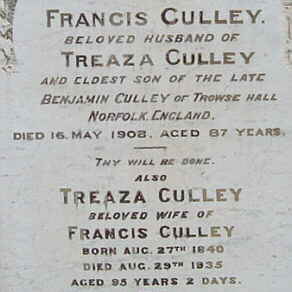 FRANCIS CULLEY.
BELOVED HUSBAND OF
TREAZA CULLEY
AND ELDEST SON OF THE LATE
BENJAMIN CULLEY OF TROWSE HALL
NORFOLK, ENGLAND.
DIED 16, MAY 1908, AGED 87 YEARS.
THY WILL BE DONE.
ALSO
TREAZA CULLEY
BELOVED WIFE OF
FRANCIS CULLEY
BORN AUG. 27TH 1840
DIED AUG. 29TH 1935
AGED 95 YEARS 2 DAYS.